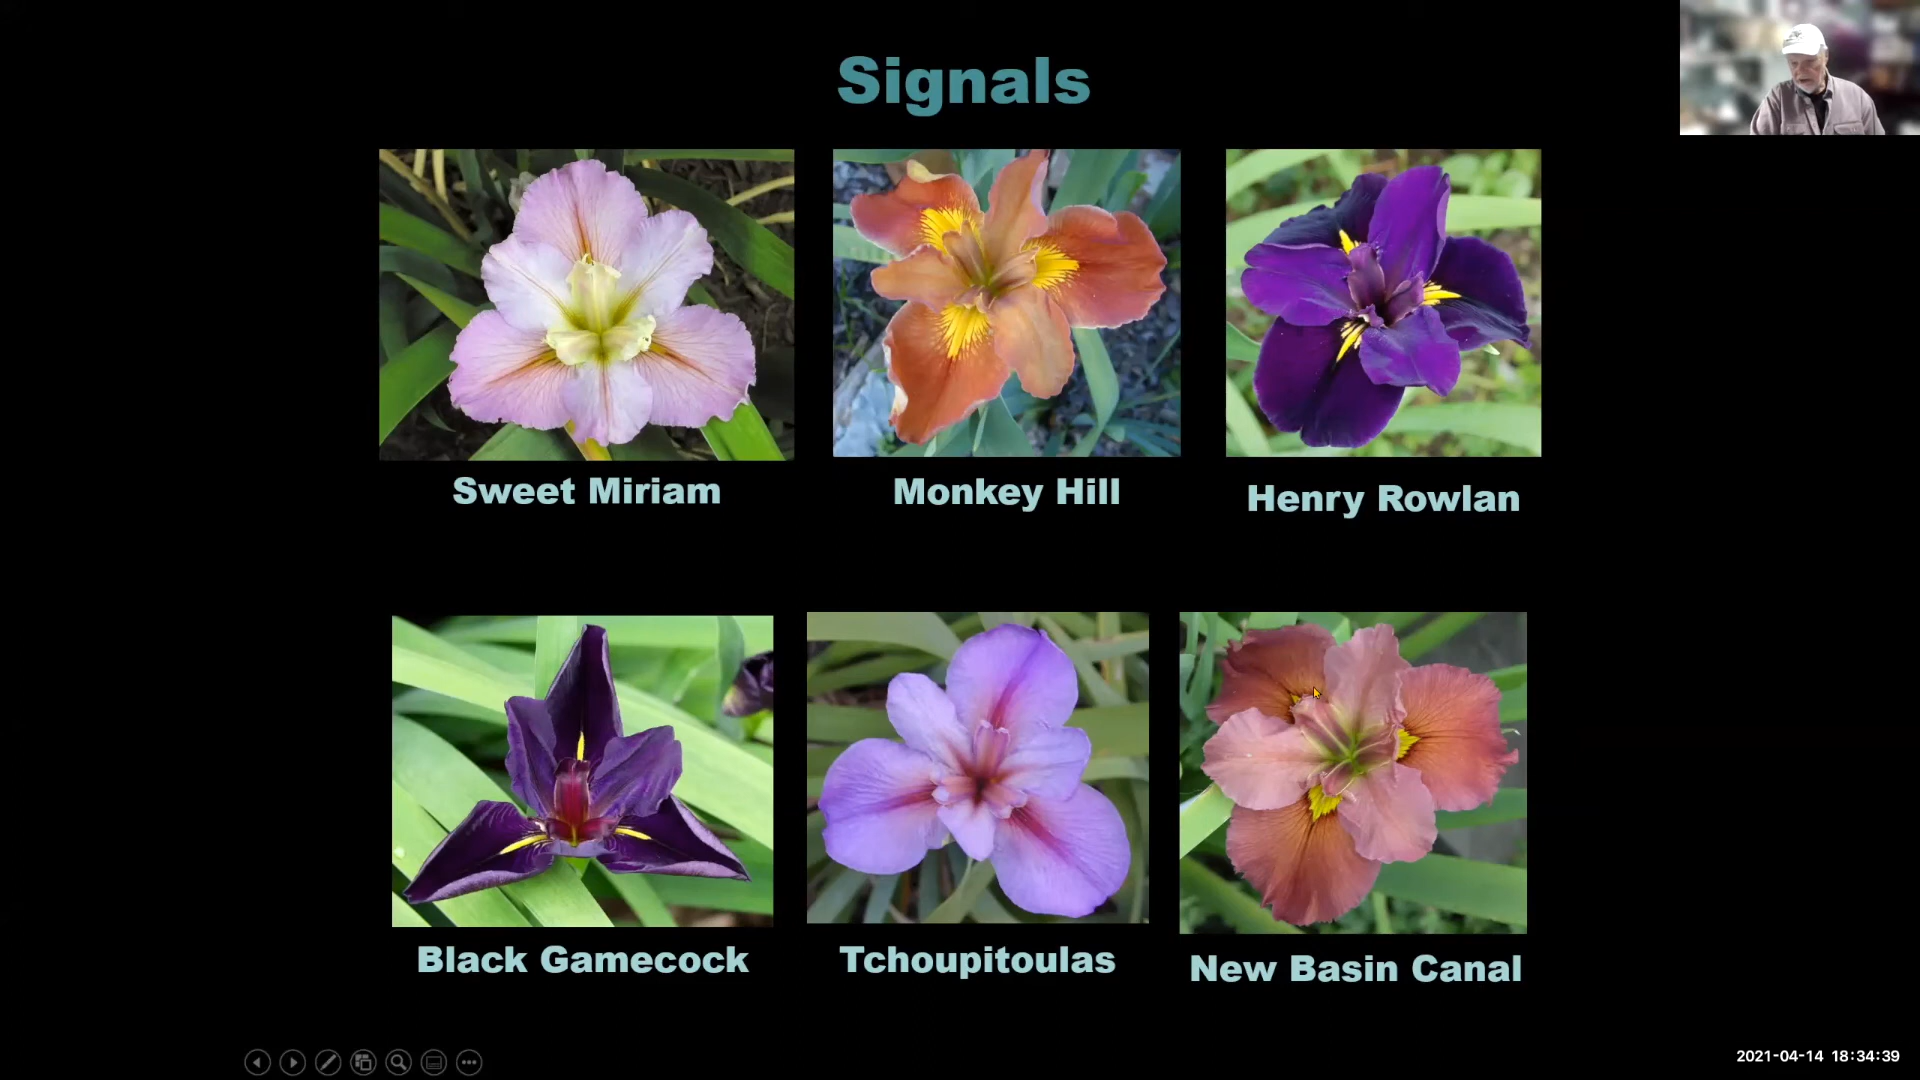 Signals
Sweet Miriam
Monkey Hill
Henry Rowlan
Black Gamecock
Tchoupitoulas
New Basin Canal
2021-04-14 18:34:39